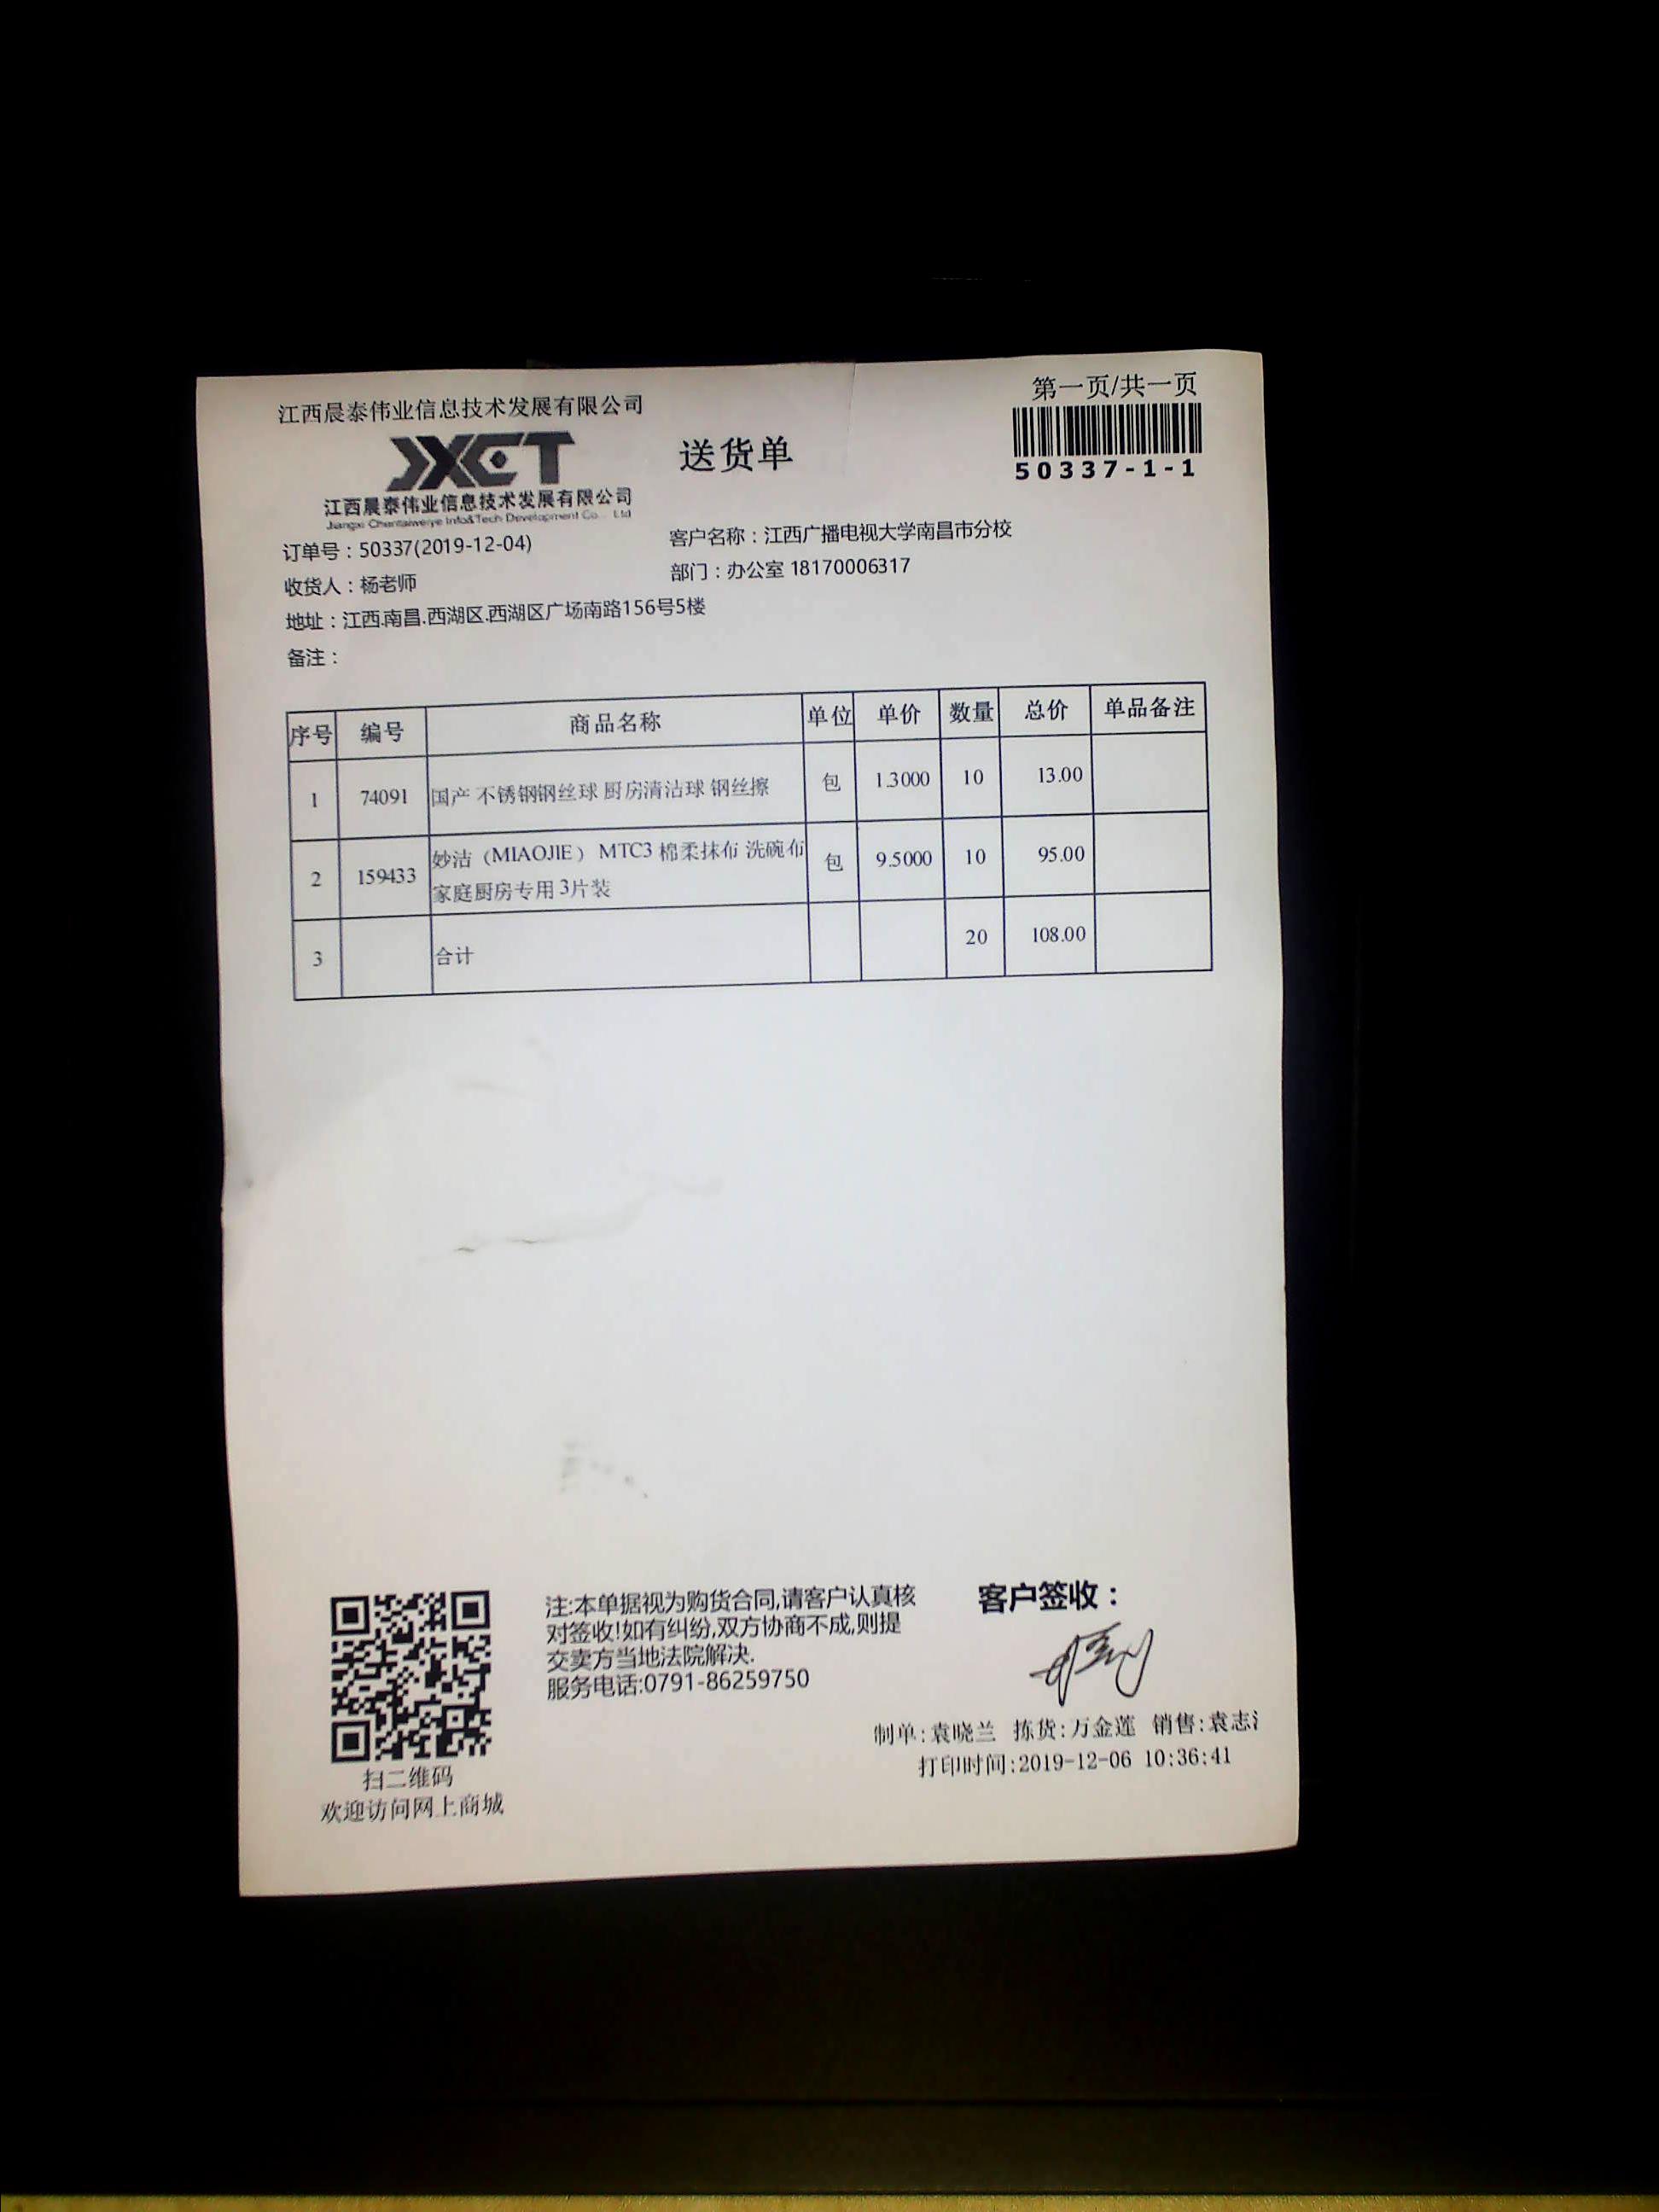 江西晨泰伟业信息技术发展有限公司
第一页/共一页
JXCT
送货单
50337-1-1
江西晨泰伟业信息技术发展有限公司
Jiangxi Chentaiweiye Info&Tech Development Co., Ltd
订单号：50337(2019-12-04)
客户名称：江西广播电视大学南昌市分校
收货人：杨老师
部门：办公室 18170006317
地址：江西.南昌.西湖区.西湖区广场南路156号5楼
备注：
序号 编号 商品名称 单位 单价 数量 总价 单品备注
1 74091 国产 不锈钢钢丝球 厨房清洁球 钢丝擦 包 1.3000 10 13.00
2 159433 妙洁（MIAOJIE） MTC3 棉柔抹布 洗碗布 包 9.5000 10 95.00
家庭厨房专用 3片装
3 合计 20 108.00
注:本单据视为购货合同,请客户认真核
对签收!如有纠纷,双方协商不成,则提
交卖方当地法院解决.
服务电话:0791-86259750
客户签收：
制单:袁晓兰 拣货:万金莲 销售:袁志
打印时间:2019-12-06 10:36:41
扫二维码
欢迎访问网上商城